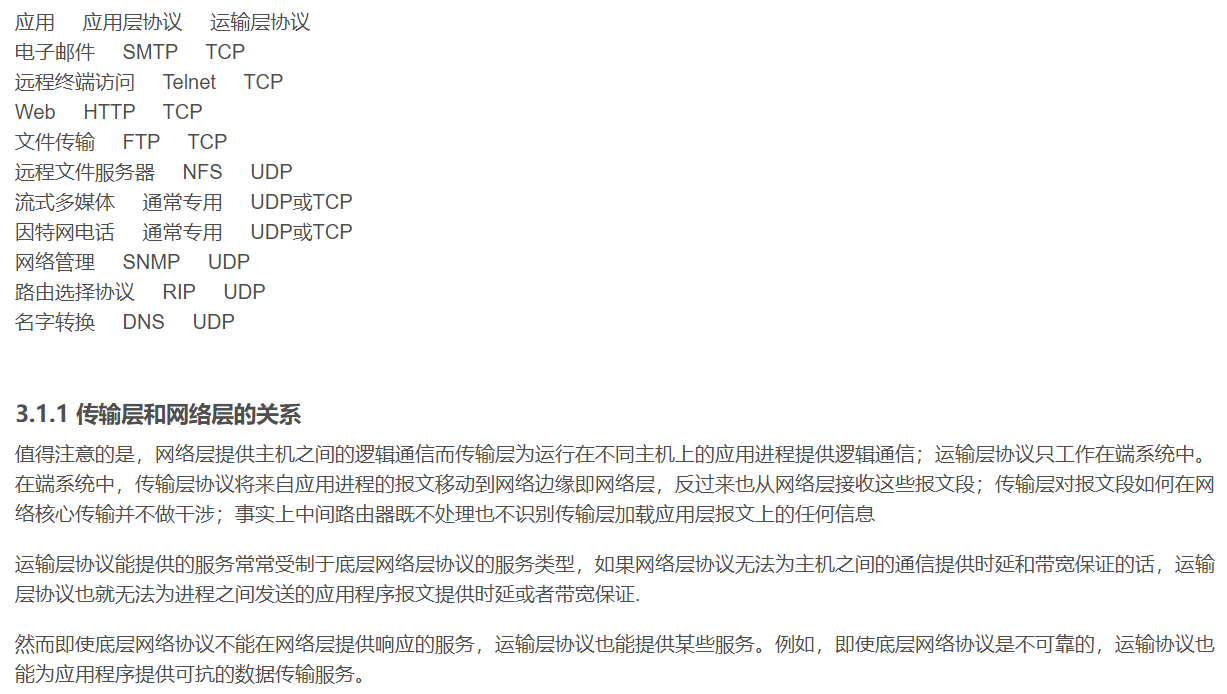 应用 应用层协议 运输层协议
电子邮件 SMTP TCP
远程终端访问 Telnet TCP
Web HTTP TCP
文件传输 FTP TCP
远程文件服务器 NFS UDP
流式多媒体 通常专用 UDP或TCP
因特网电话 通常专用 UDP或TCP
网络管理 SNMP UDP
路由选择协议 RIP UDP
名字转换 DNS UDP
3.1.1 传输层和网络层的关系
值得注意的是，网络层提供主机之间的逻辑通信而传输层为运行在不同主机上的应用进程提供逻辑通信；运输层协议只工作在端系统中。
在端系统中，传输层协议将来自应用进程的报文移动到网络边缘即网络层，反过来也从网络层接收这些报文段；传输层对报文段如何在网
络核心传输并不做干涉；事实上中间路由器既不处理也不识别传输层加载应用层报文上的任何信息
运输层协议能提供的服务常常受制于底层网络层协议的服务类型，如果网络层协议无法为主机之间的通信提供时延和带宽保证的话，运输
层协议也就无法为进程之间发送的应用程序报文提供时延或者带宽保证.
然而即使底层网络协议不能在网络层提供响应的服务，运输层协议也能提供某些服务。例如，即使底层网络协议是不可靠的，运输协议也
能为应用程序提供可抗的数据传输服务。